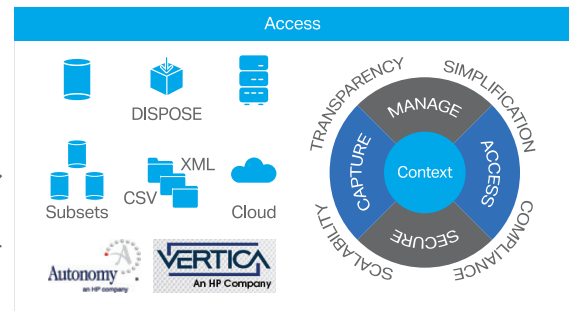 Access
DISPOSE
Subsets
CSV
XML
Cloud
Autonomy
an HP company
VERTICA
An HP Company
TRANSPARENCY
SIMPLIFICATION
MANAGE
CAPTURE
Context
ACCESS
SECURE
SCALABILITY
COMPLIANCE